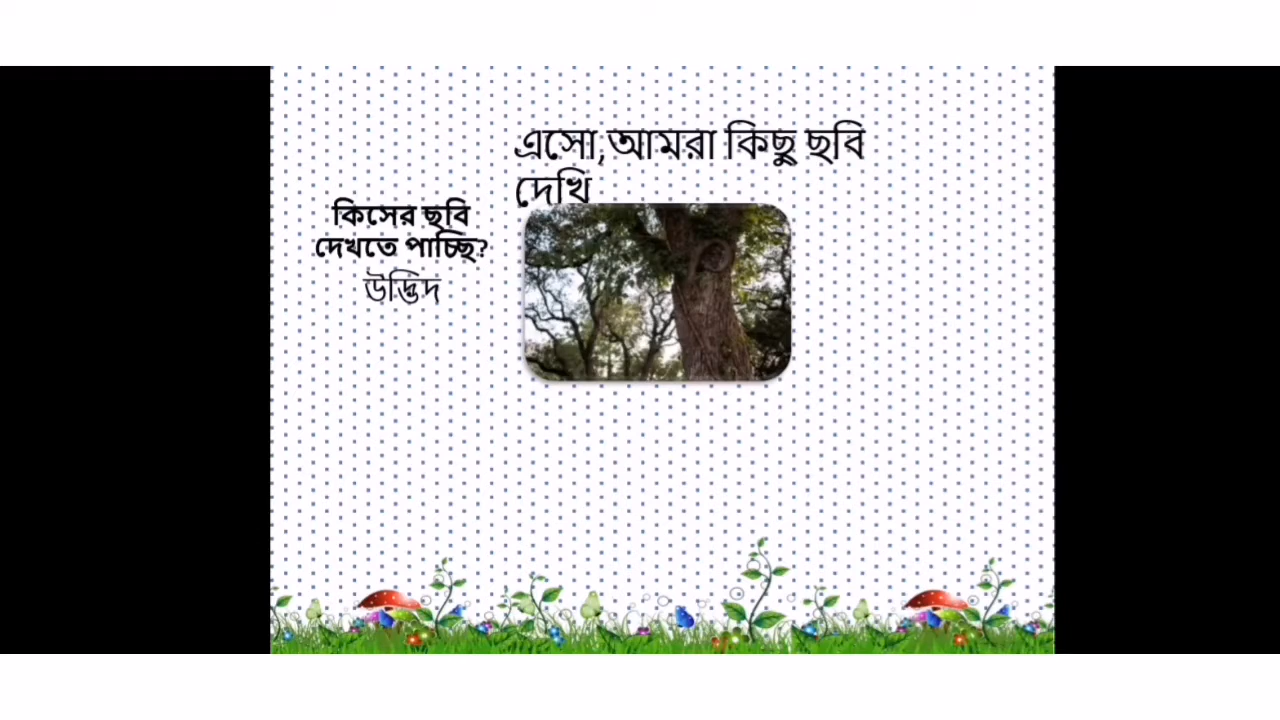 এসো,আমরা কিছু ছবি
দেখি
কিসের ছবি
দেখতে পাচ্ছি?
উদ্ভিদ